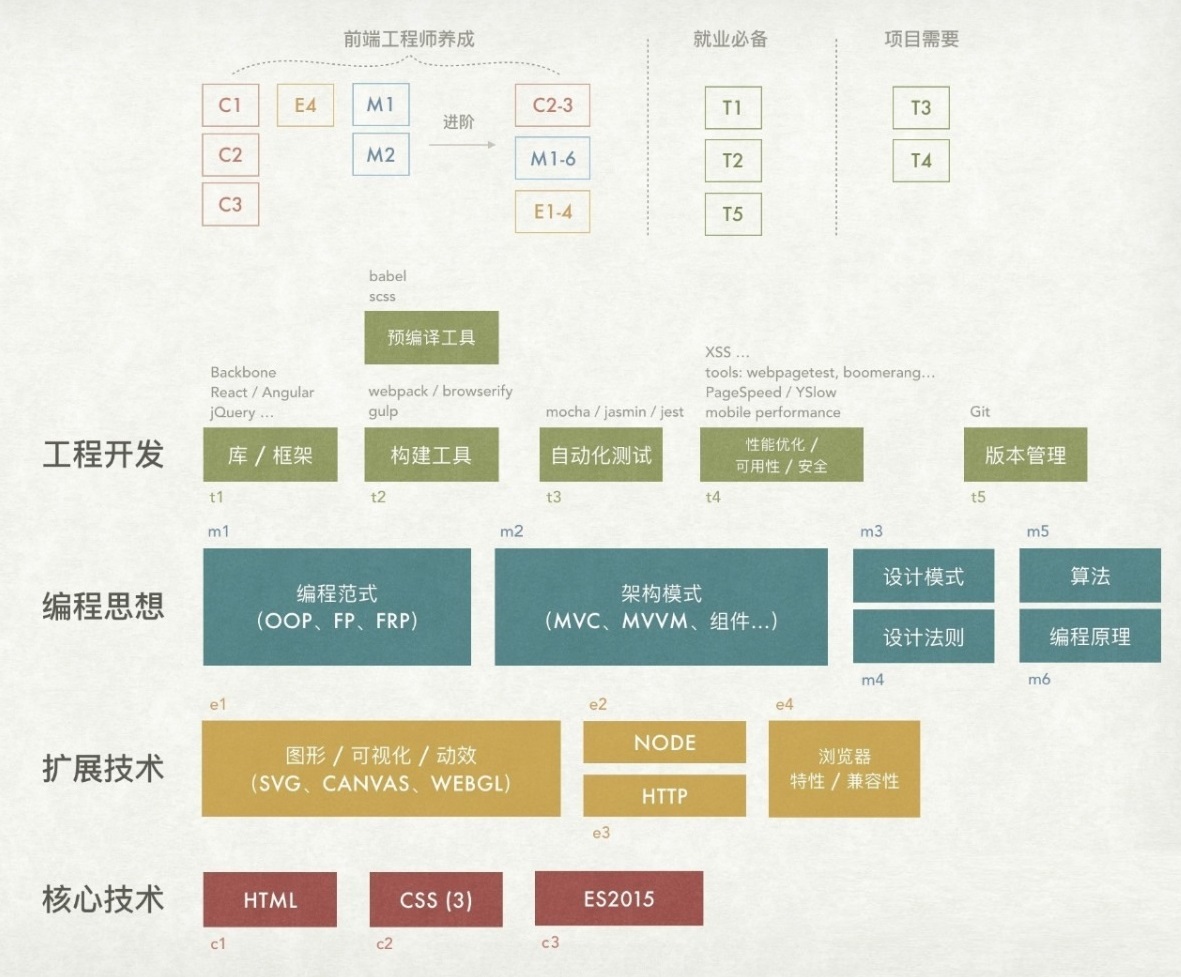 前端工程师养成
就业必备
项目需要
C1
E4
M1
C2-3
T1
T3
进阶
C2
M2
M1-6
T2
T4
C3
E1-4
T5
babel
scss
预编译工具
Backbone
React / Angular
jQuery ...
webpack / browserify
gulp
mocha / jasmin / jest
XSS ...
tools: webpagetest, boomerang...
PageSpeed / YSlow
mobile performance
Git
工程开发
库 / 框架
构建工具
自动化测试
性能优化 /
可用性 / 安全
版本管理
t1
t2
t3
t4
t5
m1
m2
m3
m5
编程思想
编程范式
(OOP、FP、FRP)
架构模式
(MVC、MVVM、组件...)
设计模式
算法
设计法则
编程原理
m4
m6
e1
e2
e4
扩展技术
图形 / 可视化 / 动效
(SVG、CANVAS、WEBGL)
NODE
HTTP
浏览器
特性 / 兼容性
e3
核心技术
HTML
CSS (3)
ES2015
c1
c2
c3